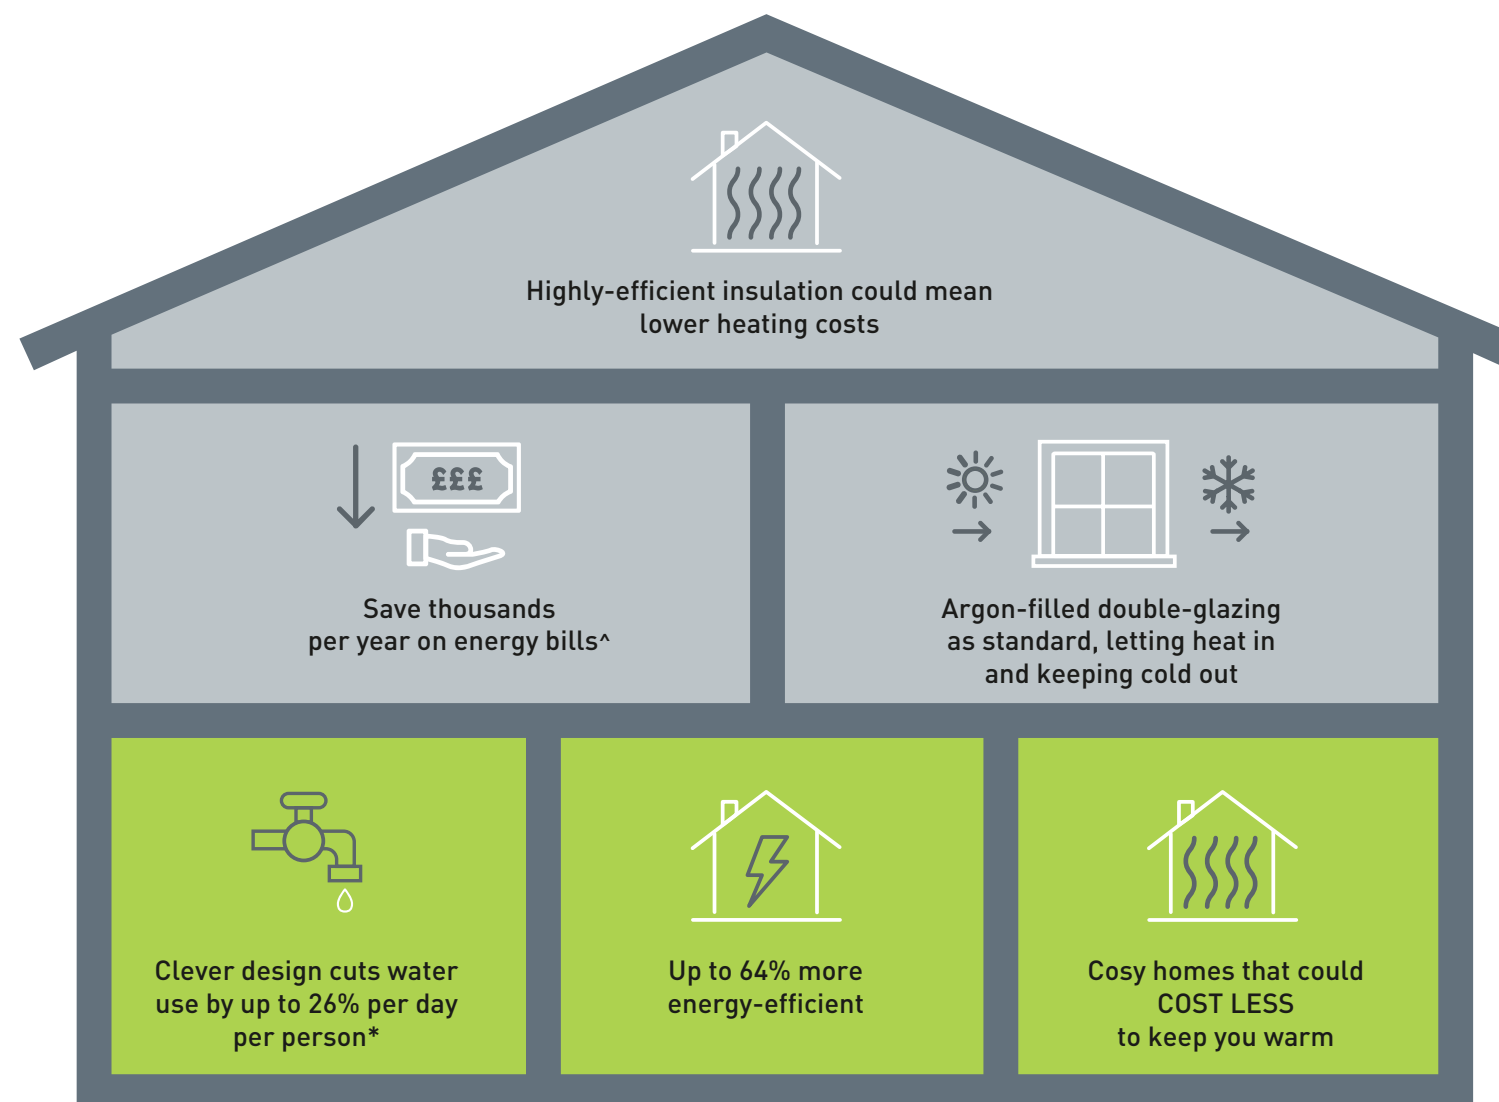 Highly-efficient insulation could mean
lower heating costs
£££
Save thousands
per year on energy bills^
Argon-filled double-glazing
as standard, letting heat in
and keeping cold out
Clever design cuts water
use by up to 26% per day
per person*
Up to 64% more
energy-efficient
Cosy homes that could
COST LESS
to keep you warm